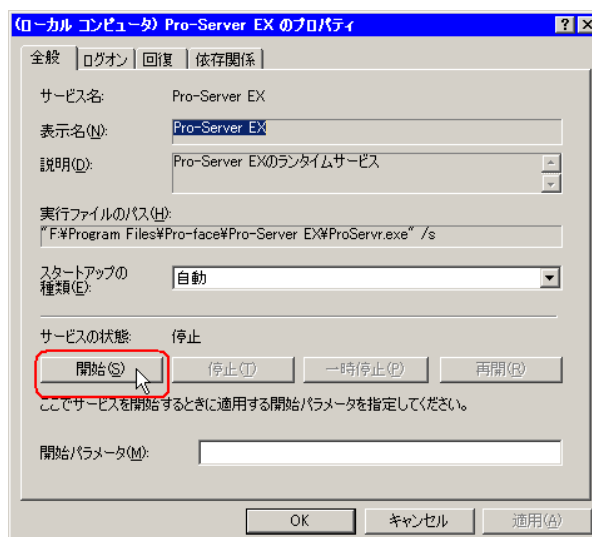 (ローカル コンピュータ) Pro-Server EX のプロパティ
全般 ログオン 回復 依存関係
サービス名: Pro-Server EX
表示名(N): Pro-Server EX
説明(D): Pro-Server EXのランタイムサービス
実行ファイルのパス(H):
"F:¥Program Files¥Pro-face¥Pro-Server EX¥ProServr.exe" /s
スタートアップの
種類(E): 自動
サービスの状態: 停止
開始(S) 停止(T) 一時停止(P) 再開(R)
ここでサービスを開始するときに適用する開始パラメータを指定してください。
開始パラメータ(M):
OK キャンセル 適用(A)